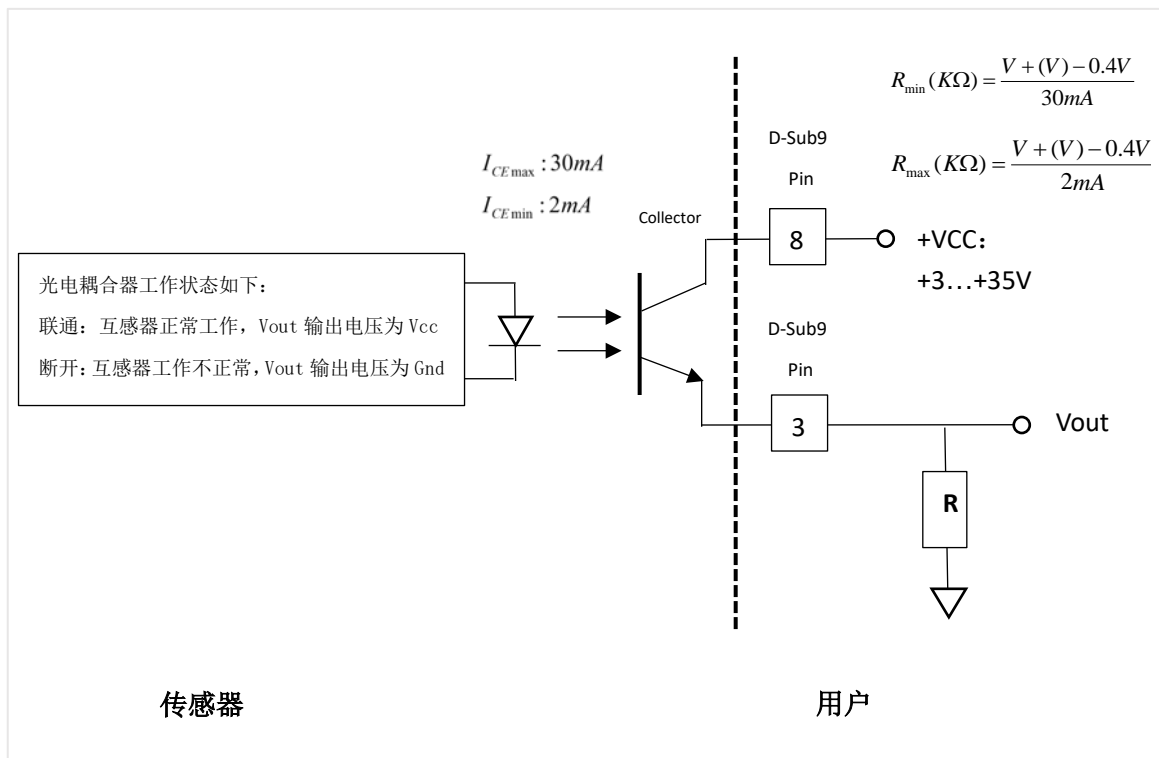 R_min(KΩ) = (V + (V) − 0.4V) / 30mA
D-Sub9
Pin
R_max(KΩ) = (V + (V) − 0.4V) / 2mA
I_CEmax : 30mA
I_CEmin : 2mA
Collector
8
+VCC：
+3…+35V
光电耦合器工作状态如下：
联通：互感器正常工作，Vout 输出电压为 Vcc
断开：互感器工作不正常，Vout 输出电压为 Gnd
D-Sub9
Pin
3
Vout
R
传感器
用户